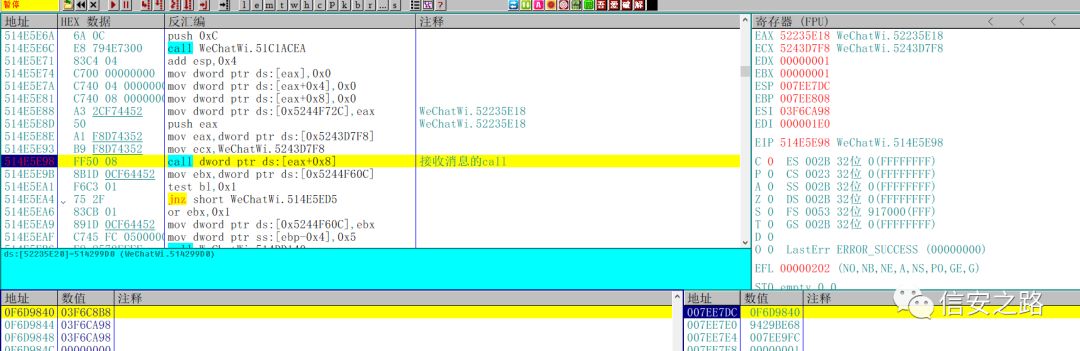 暂停
l e m t w h c P k b z r ... s ?
吾 爱 破 解
地址 HEX 数据 反汇编 注释
514E5E6A 6A 0C push 0xC
514E5E6C E8 794E7300 call WeChatWi.51C1ACEA
514E5E71 83C4 04 add esp,0x4
514E5E74 C700 00000000 mov dword ptr ds:[eax],0x0
514E5E7A C740 04 0000000 mov dword ptr ds:[eax+0x4],0x0
514E5E81 C740 08 0000000 mov dword ptr ds:[eax+0x8],0x0
514E5E88 A3 2CF74452 mov dword ptr ds:[0x5244F72C],eax WeChatWi.52235E18
514E5E8D 50 push eax WeChatWi.52235E18
514E5E8E A1 F8D74352 mov eax,dword ptr ds:[0x5243D7F8]
514E5E93 B9 F8D74352 mov ecx,WeChatWi.5243D7F8
514E5E98 FF50 08 call dword ptr ds:[eax+0x8] 接收消息的call
514E5E9B 8B1D 0CF64452 mov ebx,dword ptr ds:[0x5244F60C]
514E5EA1 F6C3 01 test bl,0x1
514E5EA4 75 2F jnz short WeChatWi.514E5ED5
514E5EA6 83CB 01 or ebx,0x1
514E5EA9 891D 0CF64452 mov dword ptr ds:[0x5244F60C],ebx
514E5EAF C745 FC 0500000 mov dword ptr ss:[ebp-0x4],0x5
ds:[52235E20]=514299D0 (WeChatWi.514299D0)
寄存器 (FPU) < < <
EAX 52235E18 WeChatWi.52235E18
ECX 5243D7F8 WeChatWi.5243D7F8
EDX 00000001
EBX 00000001
ESP 007EE7DC
EBP 007EE808
ESI 03F6CA98
EDI 000001E0
EIP 514E5E98 WeChatWi.514E5E98
C 0 ES 002B 32位 0(FFFFFFFF)
P 0 CS 0023 32位 0(FFFFFFFF)
A 0 SS 002B 32位 0(FFFFFFFF)
Z 0 DS 002B 32位 0(FFFFFFFF)
S 0 FS 0053 32位 917000(FFF)
T 0 GS 002B 32位 0(FFFFFFFF)
D 0
O 0 LastErr ERROR_SUCCESS (00000000)
EFL 00000202 (NO,NB,NE,A,NS,PO,GE,G)
ST0 empty 0.0
地址 数值 注释
0F6D9840 03F6C8B8
0F6D9844 03F6CA98
0F6D9848 03F6CA98
0F6D984C 00000000
地址 数值 注释
007EE7DC 0F6D9840
007EE7E0 9429BE68
007EE7E4 007EE9FC
007EE7E8 00000001
信安之路